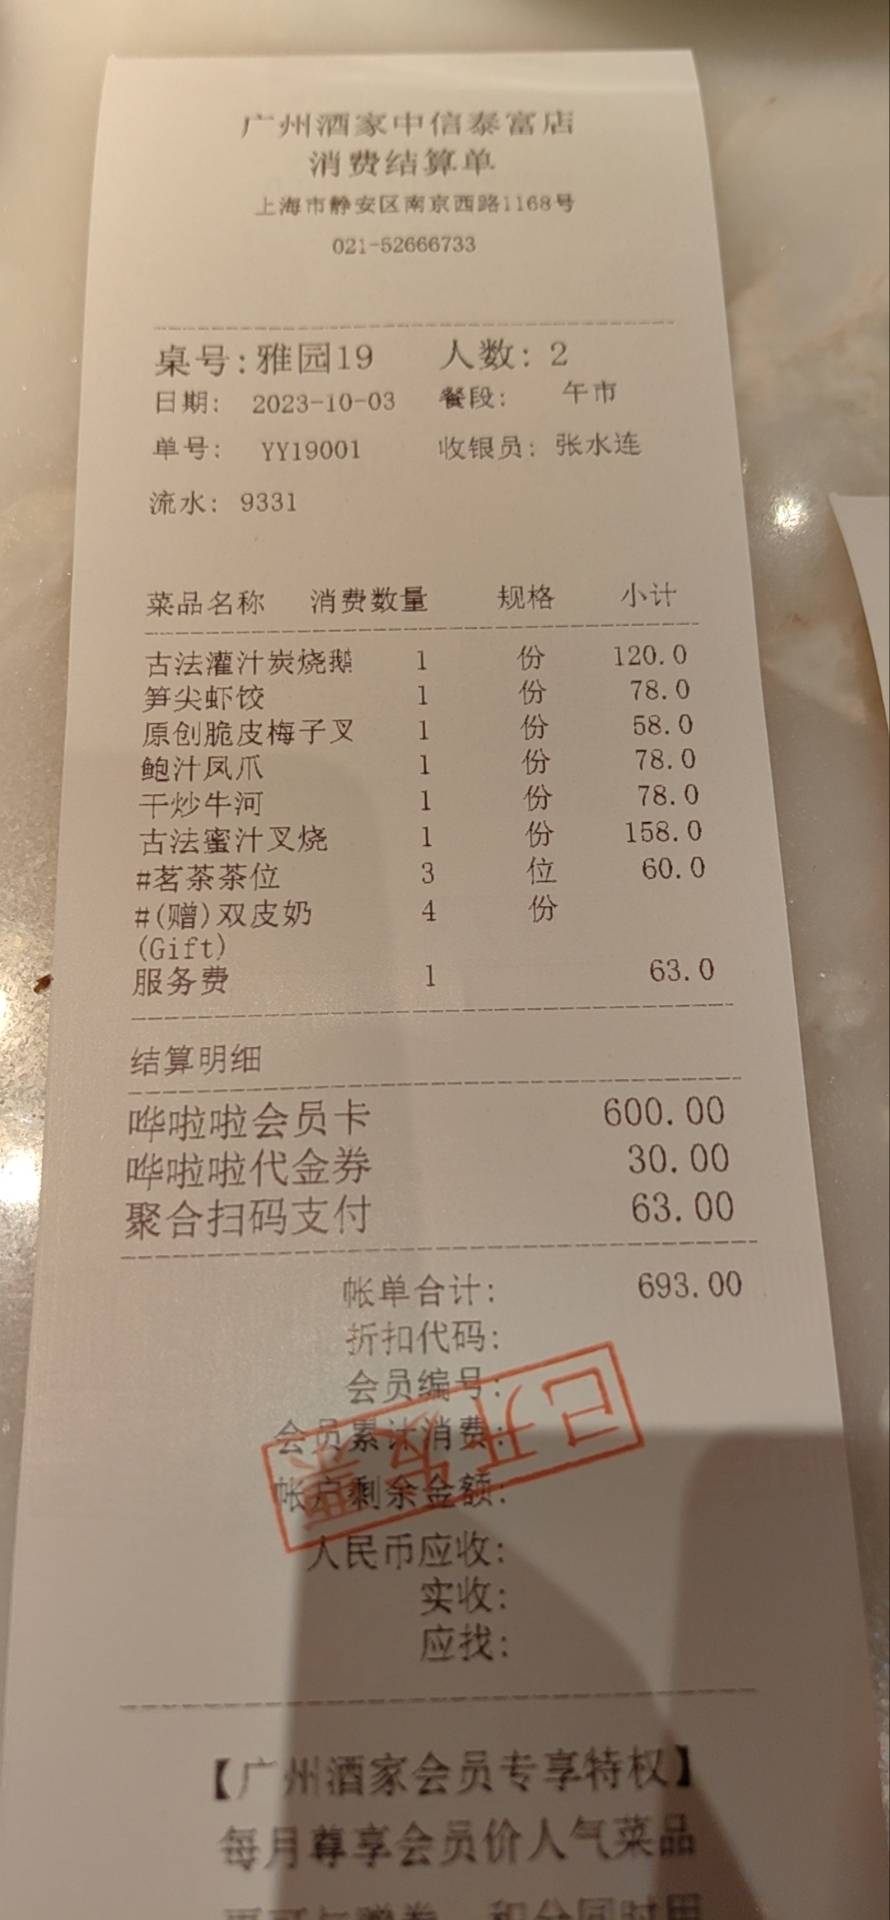 广州酒家中信泰富店
消费结算单
上海市静安区南京西路1168号
021-52666733
桌号:雅园19 人数: 2
日期: 2023-10-03 餐段: 午市
单号: YY19001 收银员: 张水连
流水: 9331
菜品名称 消费数量 规格 小计
古法灌汁炭烧鹅 1 份 120.0
笋尖虾饺 1 份 78.0
原创脆皮梅子叉 1 份 58.0
鲍汁凤爪 1 份 78.0
干炒牛河 1 份 78.0
古法蜜汁叉烧 1 份 158.0
#茗茶茶位 3 位 60.0
#(赠)双皮奶 4 份
(Gift)
服务费 1 63.0
结算明细
哗啦啦会员卡 600.00
哗啦啦代金券 30.00
聚合扫码支付 63.00
帐单合计: 693.00
折扣代码:
会员编号:
会员累计消费:
帐户剩余金额:
已开发票
人民币应收:
实收:
应找:
【广州酒家会员专享特权】
每月尊享会员价人气菜品